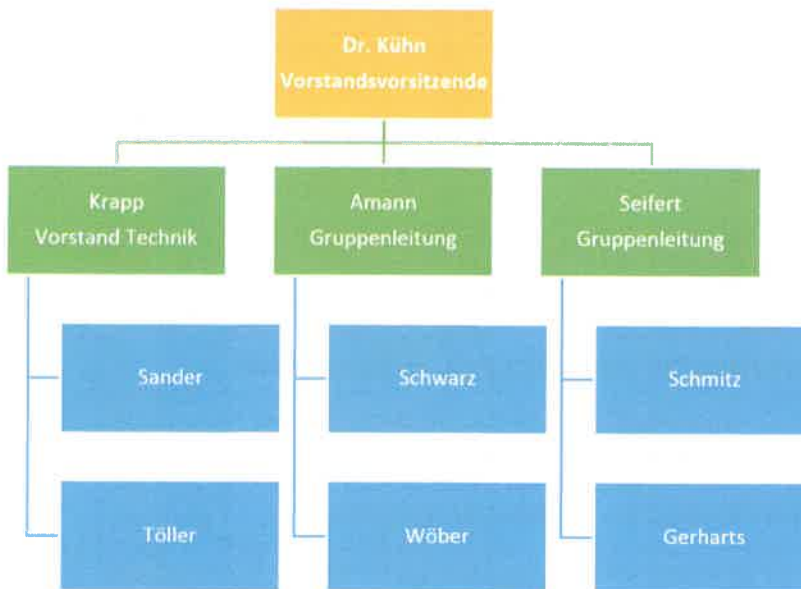 Dr. Kühn
Vorstandsvorsitzende
Krapp
Vorstand Technik
Amann
Gruppenleitung
Seifert
Gruppenleitung
Sander
Schwarz
Schmitz
Töller
Wöber
Gerharts